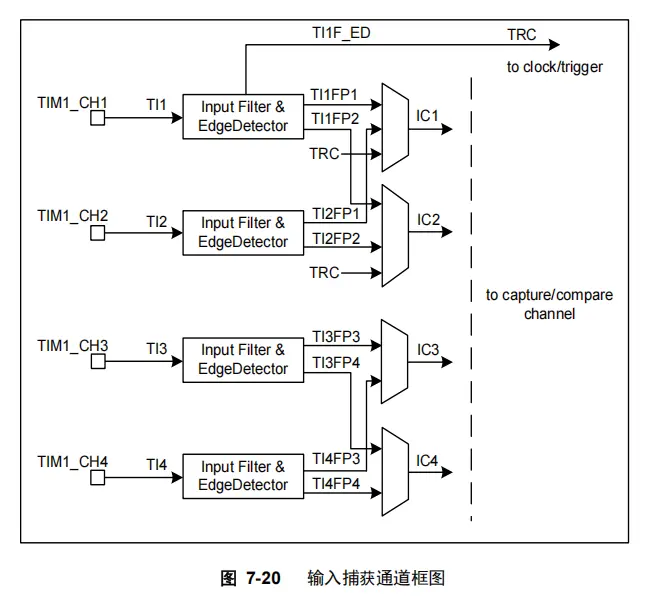 TI1F_ED
TRC
to clock/trigger
TIM1_CH1
TI1
Input Filter &
EdgeDetector
TI1FP1
TI1FP2
TRC
IC1
TIM1_CH2
TI2
Input Filter &
EdgeDetector
TI2FP1
TI2FP2
TRC
IC2
to capture/compare
channel
TIM1_CH3
TI3
Input Filter &
EdgeDetector
TI3FP3
TI3FP4
IC3
TIM1_CH4
TI4
Input Filter &
EdgeDetector
TI4FP3
TI4FP4
IC4
图 7-20 输入捕获通道框图